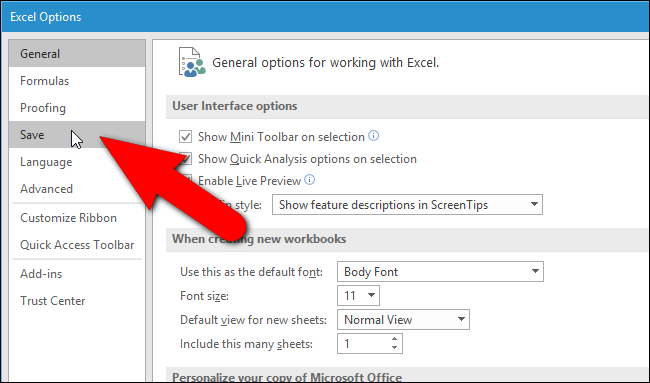 Excel Options
General
Formulas
Proofing
Save
Language
Advanced
Customize Ribbon
Quick Access Toolbar
Add-ins
Trust Center
General options for working with Excel.
User Interface options
Show Mini Toolbar on selection
Show Quick Analysis options on selection
Enable Live Preview
style: Show feature descriptions in ScreenTips
When creating new workbooks
Use this as the default font: Body Font
Font size: 11
Default view for new sheets: Normal View
Include this many sheets: 1
Personalize your copy of Microsoft Office